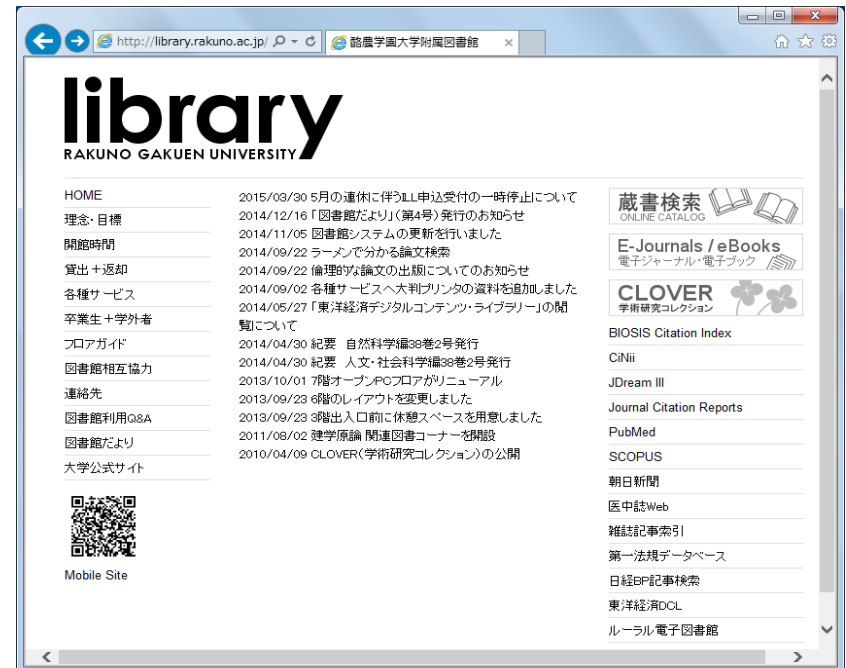 http://library.rakuno.ac.jp/
酪農学園大学附属図書館
library
RAKUNO GAKUEN UNIVERSITY
HOME
理念・目標
開館時間
貸出+返却
各種サービス
卒業生+学外者
フロアガイド
図書館相互協力
連絡先
図書館利用Q&A
図書館だより
大学公式サイト
Mobile Site
2015/03/30 5月の連休に伴うILL申込受付の一時停止について
2014/12/16 「図書館だより」(第4号)発行のお知らせ
2014/11/05 図書館システムの更新を行いました
2014/09/22 ラーメンで分かる論文検索
2014/09/22 倫理的な論文の出版についてのお知らせ
2014/09/02 各種サービスへ大判プリンタの資料を追加しました
2014/05/27 「東洋経済デジタルコンテンツ・ライブラリー」の閲
覧について
2014/04/30 紀要 自然科学編38巻2号発行
2014/04/30 紀要 人文・社会科学編38巻2号発行
2013/10/01 7階オープンPCフロアがリニューアル
2013/09/23 6階のレイアウトを変更しました
2013/09/23 3階出入口前に休憩スペースを用意しました
2011/08/02 建学原論 関連図書コーナーを開設
2010/04/09 CLOVER(学術研究コレクション)の公開
蔵書検索
ONLINE CATALOG
E-Journals / eBooks
電子ジャーナル・電子ブック
CLOVER
学術研究コレクション
BIOSIS Citation Index
CiNii
JDream III
Journal Citation Reports
PubMed
SCOPUS
朝日新聞
医中誌Web
雑誌記事索引
第一法規データベース
日経BP記事検索
東洋経済DCL
ルーラル電子図書館